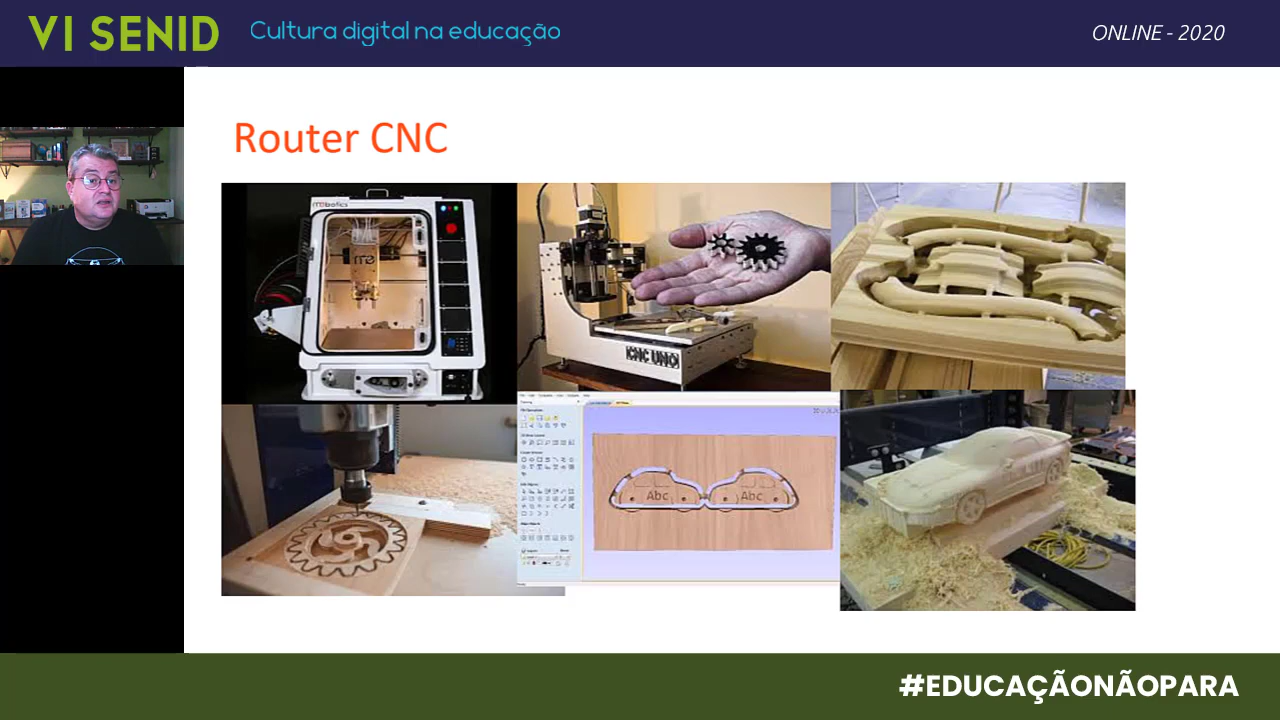 VI SENID
Cultura digital na educação
ONLINE - 2020
Router CNC
CNC UNO
Abc
Abc
#EDUCAÇÃONÃOPARA